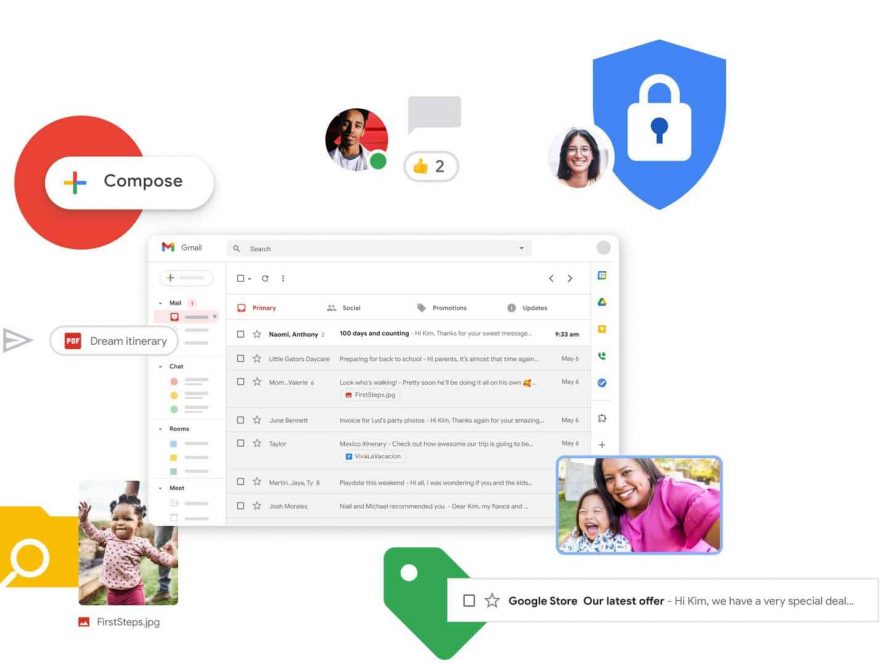 2
Compose
Gmail
Search
Mail 1
Primary
Social
Promotions
Updates
Naomi, Anthony 2
100 days and counting - Hi Kim, Thanks for your sweet message...
9:33 am
PDF Dream itinerary
Little Gators Daycare
Preparing for back to school - Hi parents, it's almost that time again...
May 6
Chat
Mom...Valerie 6
Look who's walking! - Pretty soon he'll be doing it all on his own 🥰...
May 6
FirstSteps.jpg
June Bennett
Invoice for Lyd's party photos - Hi Kim, Thanks again for your amazing...
May 6
Rooms
Taylor
Mexico Itinerary - Check out how awesome our trip is going to be...
May 6
VivaLaVacacion
Meet
Martin, Jaya, Ty 8
Playdate this weekend - Hi all, I was wondering if you and the kids...
Josh Morales
Niall and Michael recommended you - Dear Kim, my fiance and ...
Google Store Our latest offer - Hi Kim, we have a very special deal...
FirstSteps.jpg